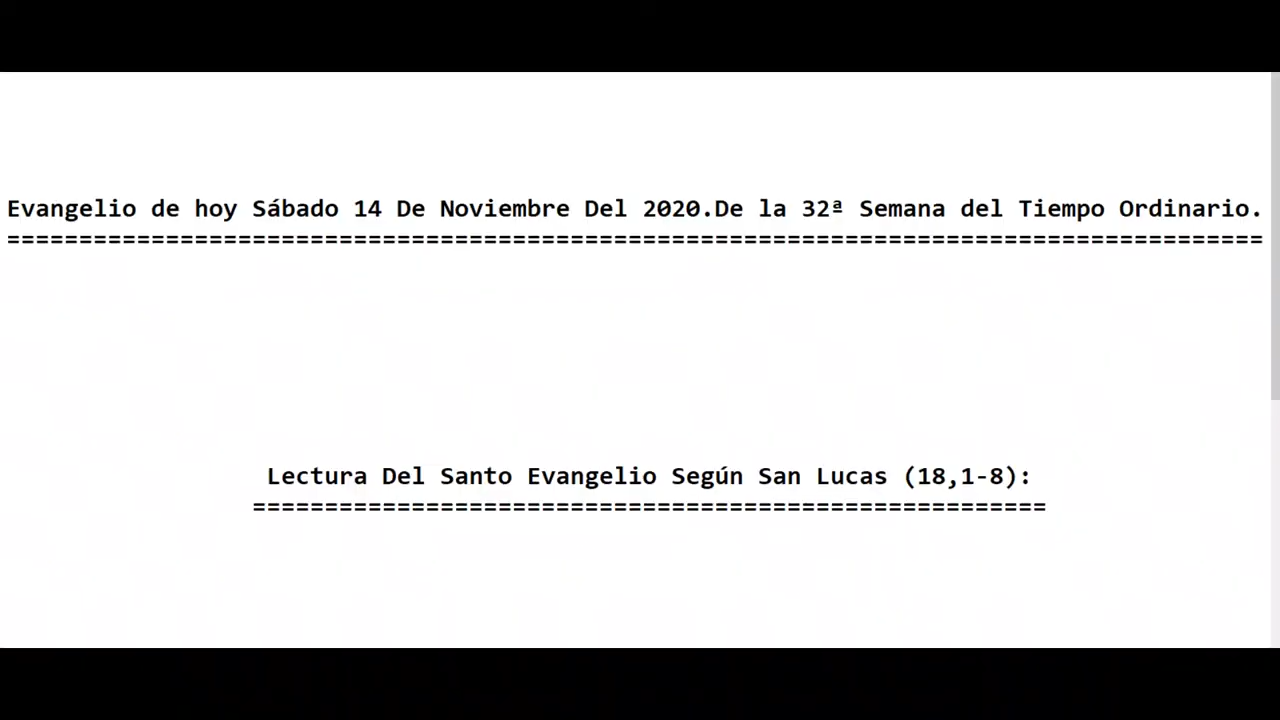 Evangelio de hoy Sábado 14 De Noviembre Del 2020.De la 32ª Semana del Tiempo Ordinario.
=======================================================================================
Lectura Del Santo Evangelio Según San Lucas (18,1-8):
=======================================================